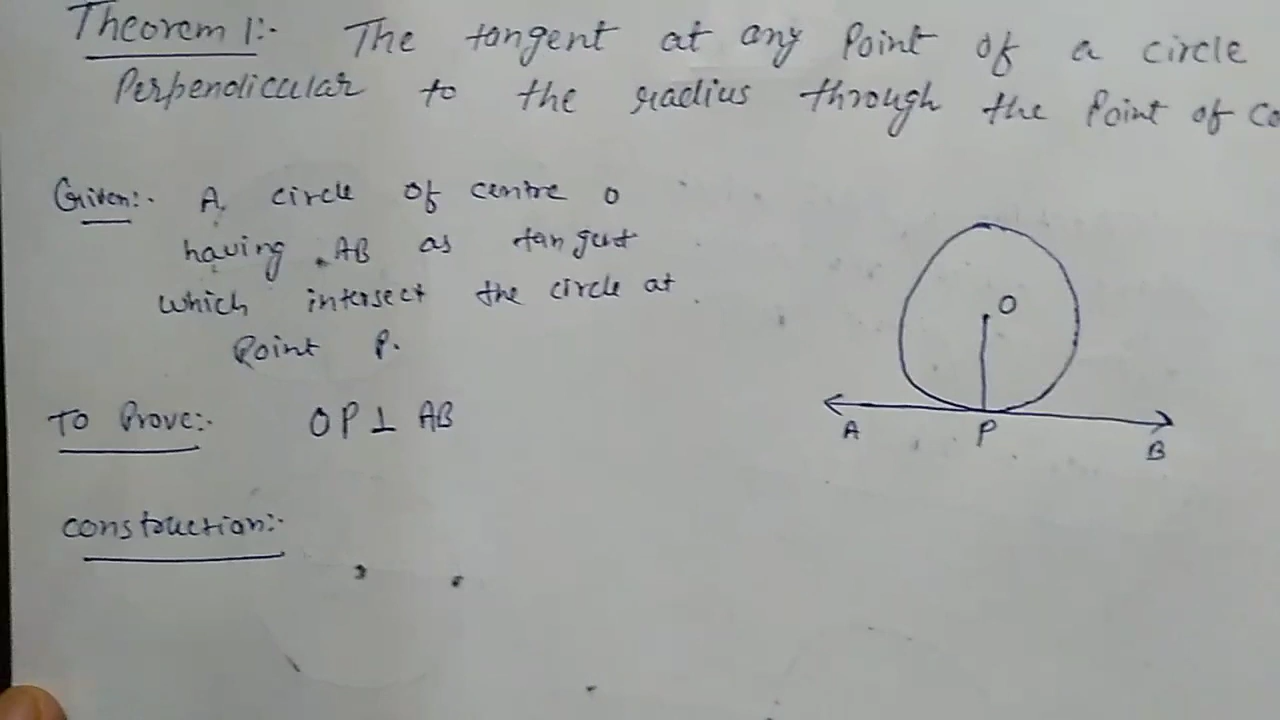 Theorem 1:- The tangent at any Point of a circle
Perpendicular to the radius through the Point of Co
Given:- A circle of centre O
having AB as tangent
which intersect the circle at
Point P.
To Prove:- OP ⊥ AB
Construction:-
O
A
P
B